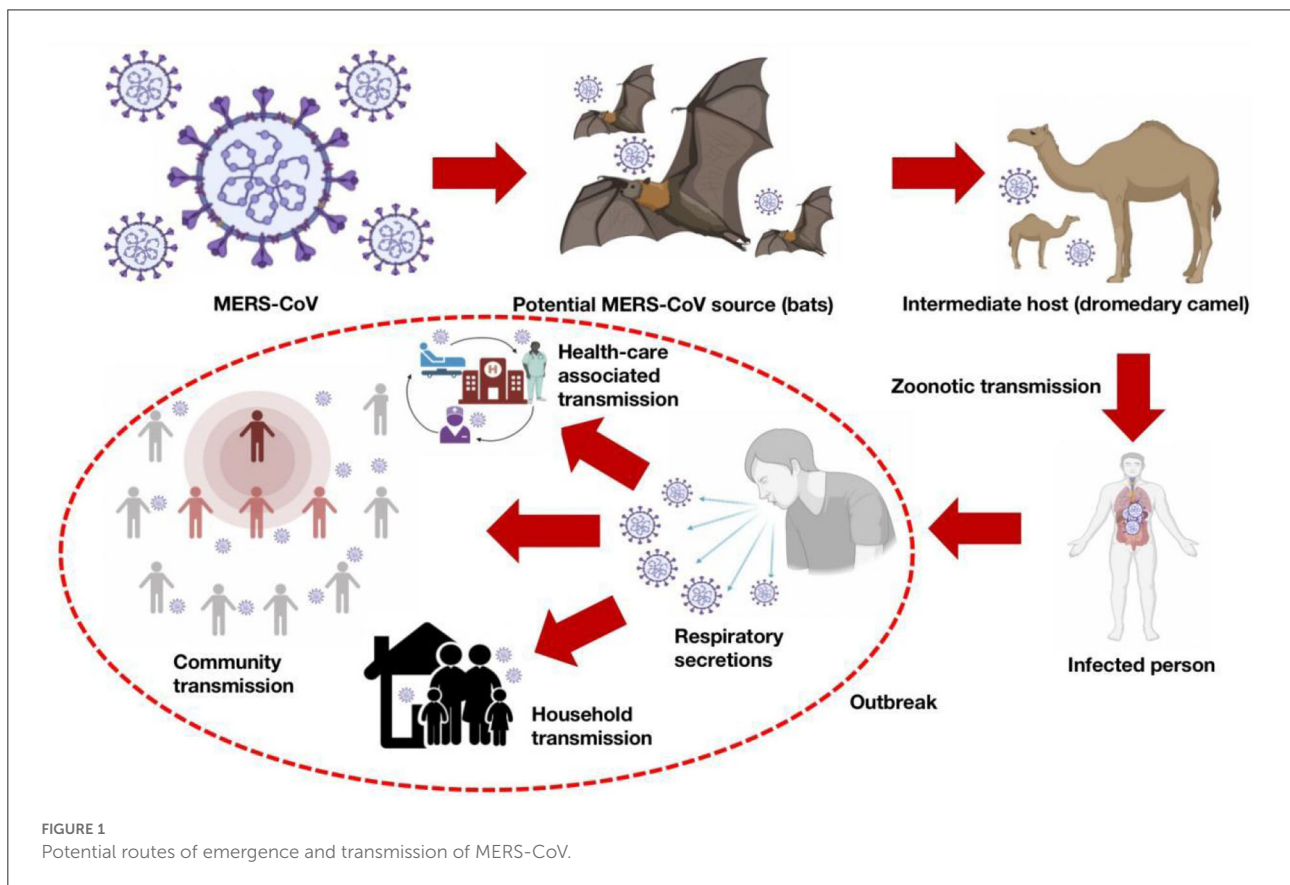 MERS-CoV
Potential MERS-CoV source (bats)
Intermediate host (dromedary camel)
Zoonotic transmission
Infected person
Outbreak
Respiratory
secretions
H
Health-care
associated
transmission
Community
transmission
Household
transmission
FIGURE 1
Potential routes of emergence and transmission of MERS-CoV.